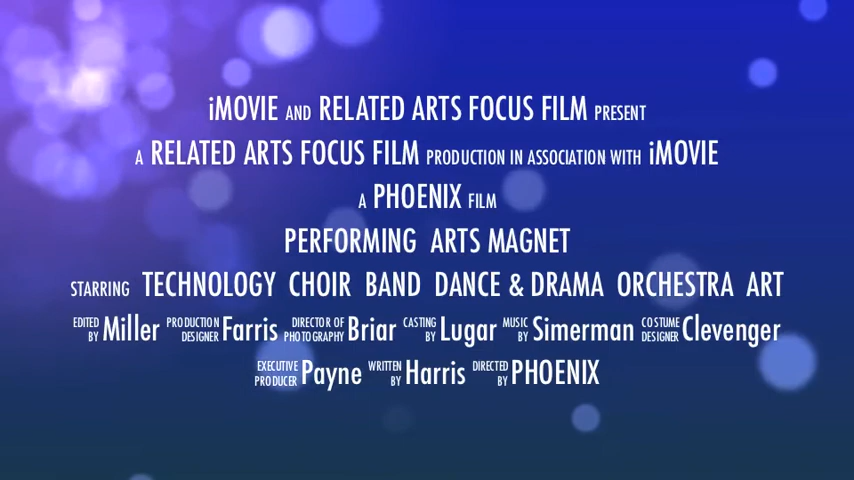 iMOVIE AND RELATED ARTS FOCUS FILM PRESENT
A RELATED ARTS FOCUS FILM PRODUCTION IN ASSOCIATION WITH iMOVIE
A PHOENIX FILM
PERFORMING ARTS MAGNET
STARRING TECHNOLOGY CHOIR BAND DANCE & DRAMA ORCHESTRA ART
EDITED BY Miller PRODUCTION DESIGNER Farris DIRECTOR OF PHOTOGRAPHY Briar CASTING BY Lugar MUSIC BY Simerman COSTUME DESIGNER Clevenger
EXECUTIVE PRODUCER Payne WRITTEN BY Harris DIRECTED BY PHOENIX